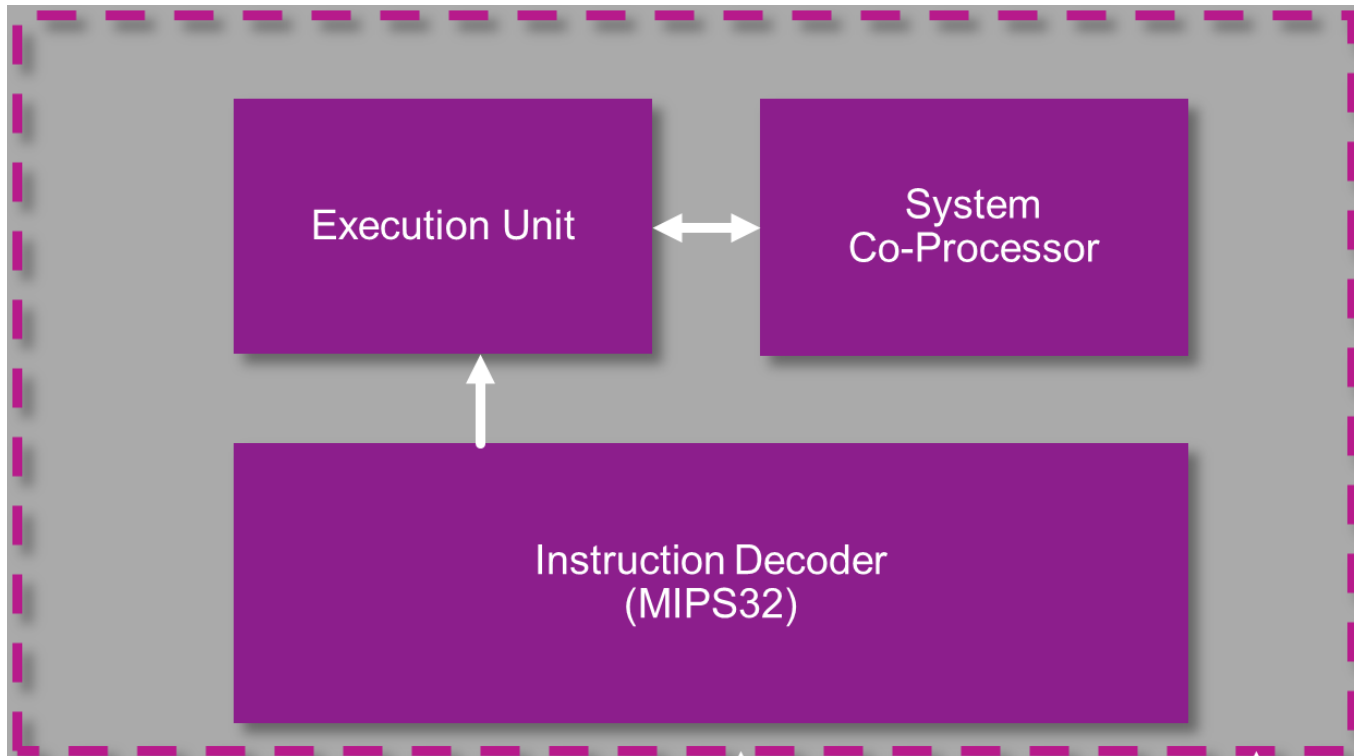 Execution Unit
System
Co-Processor
Instruction Decoder
(MIPS32)